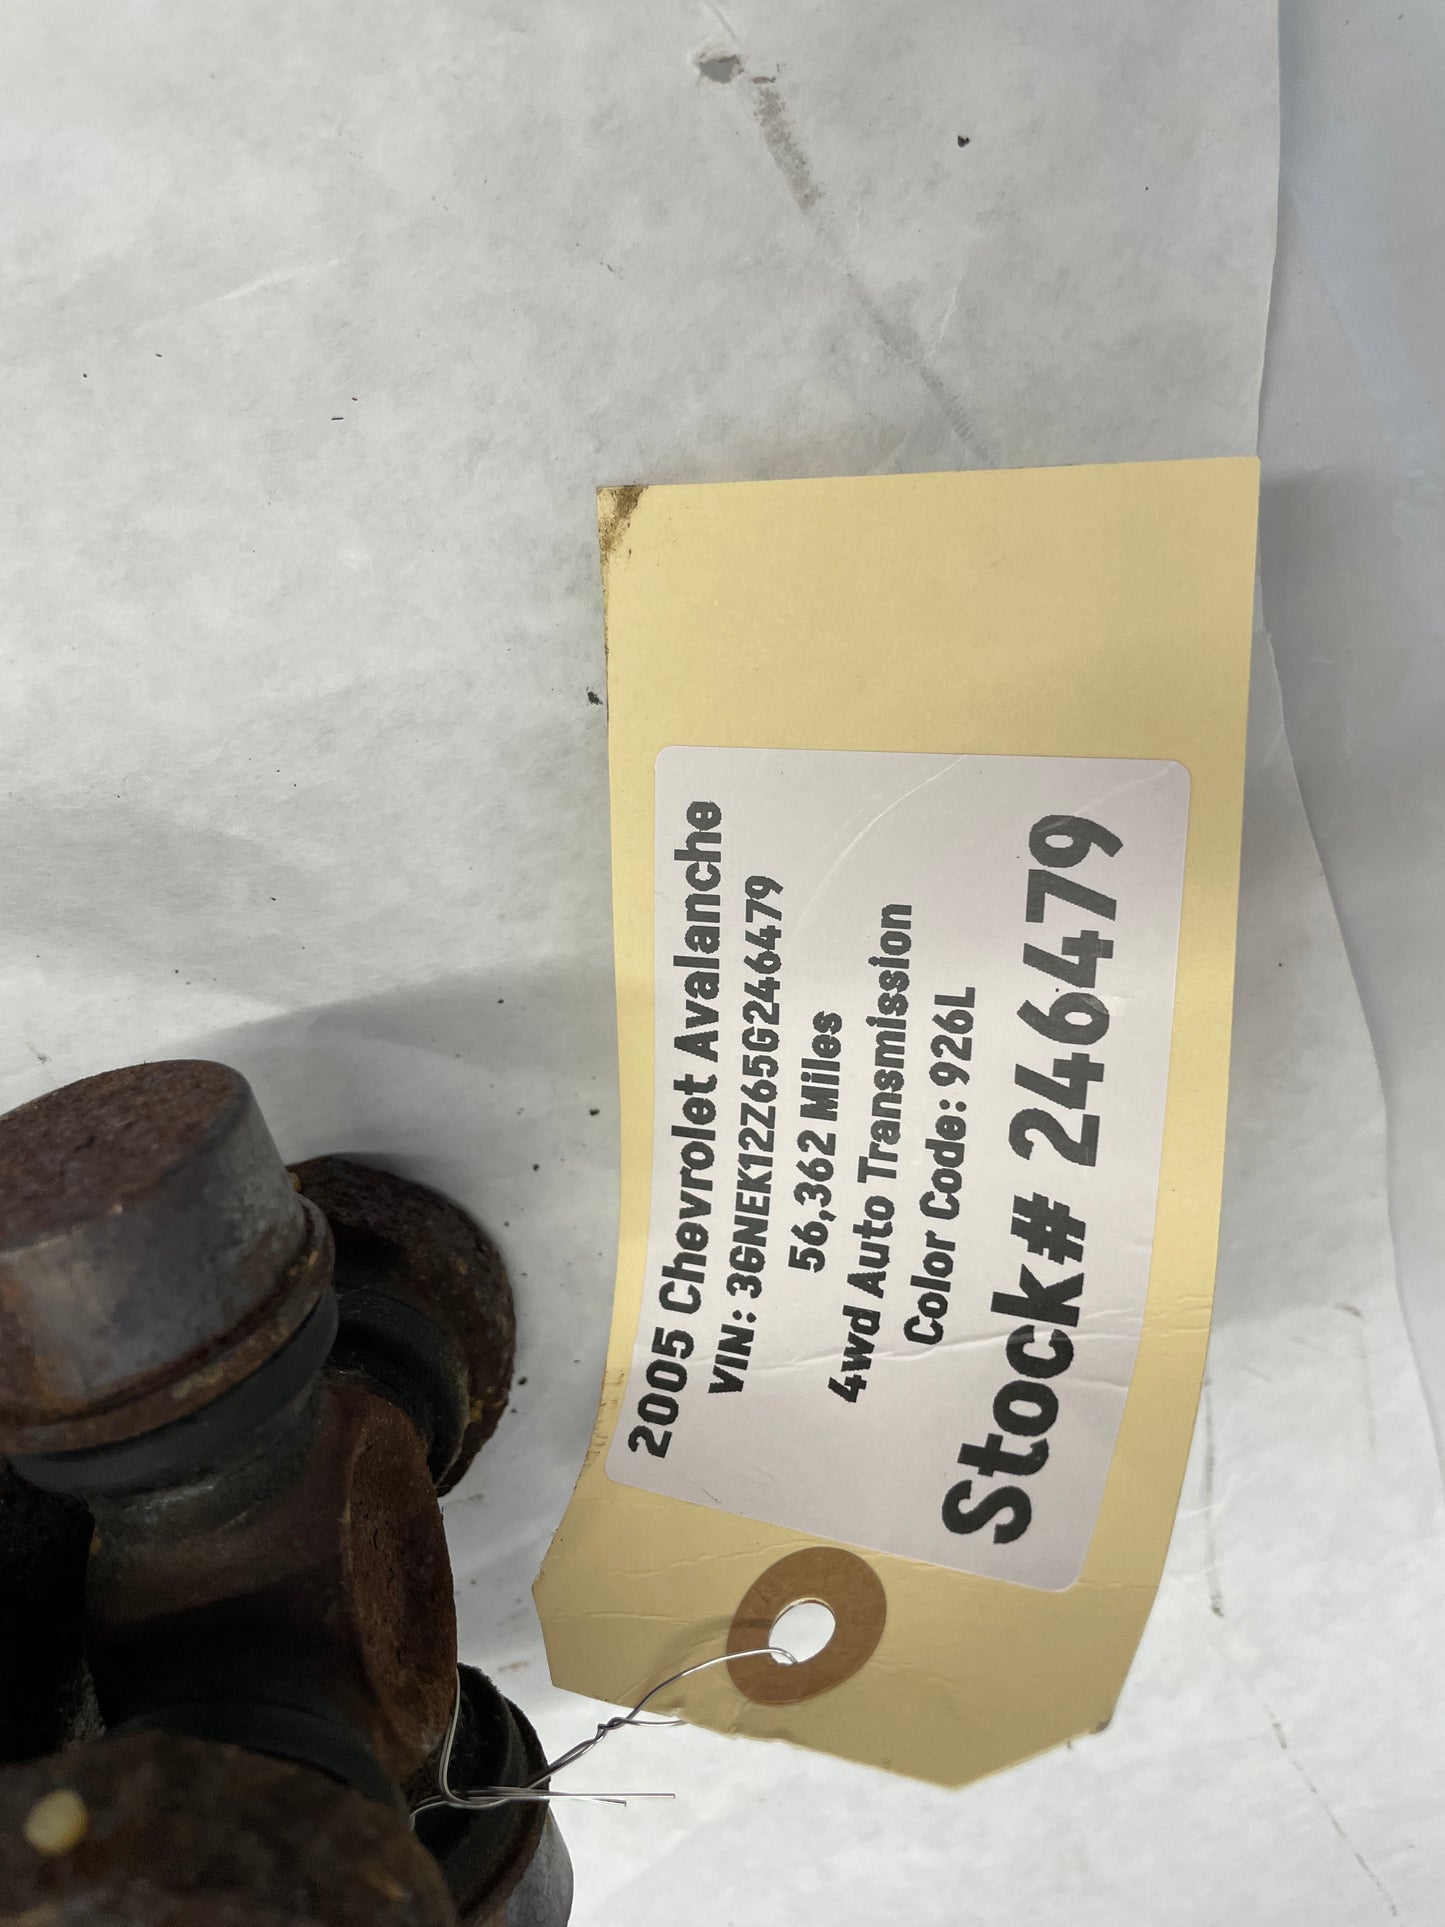 2005 Chevrolet Avalanche
VIN: 3GNEK12Z65G246479
56,362 Miles
4wd Auto Transmission
Color Code: 926L
Stock# 246479